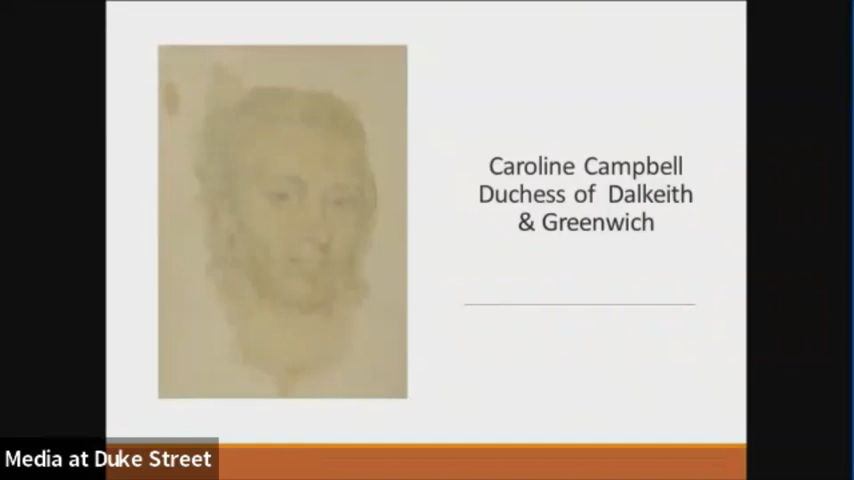 Caroline Campbell
Duchess of Dalkeith
& Greenwich
Media at Duke Street